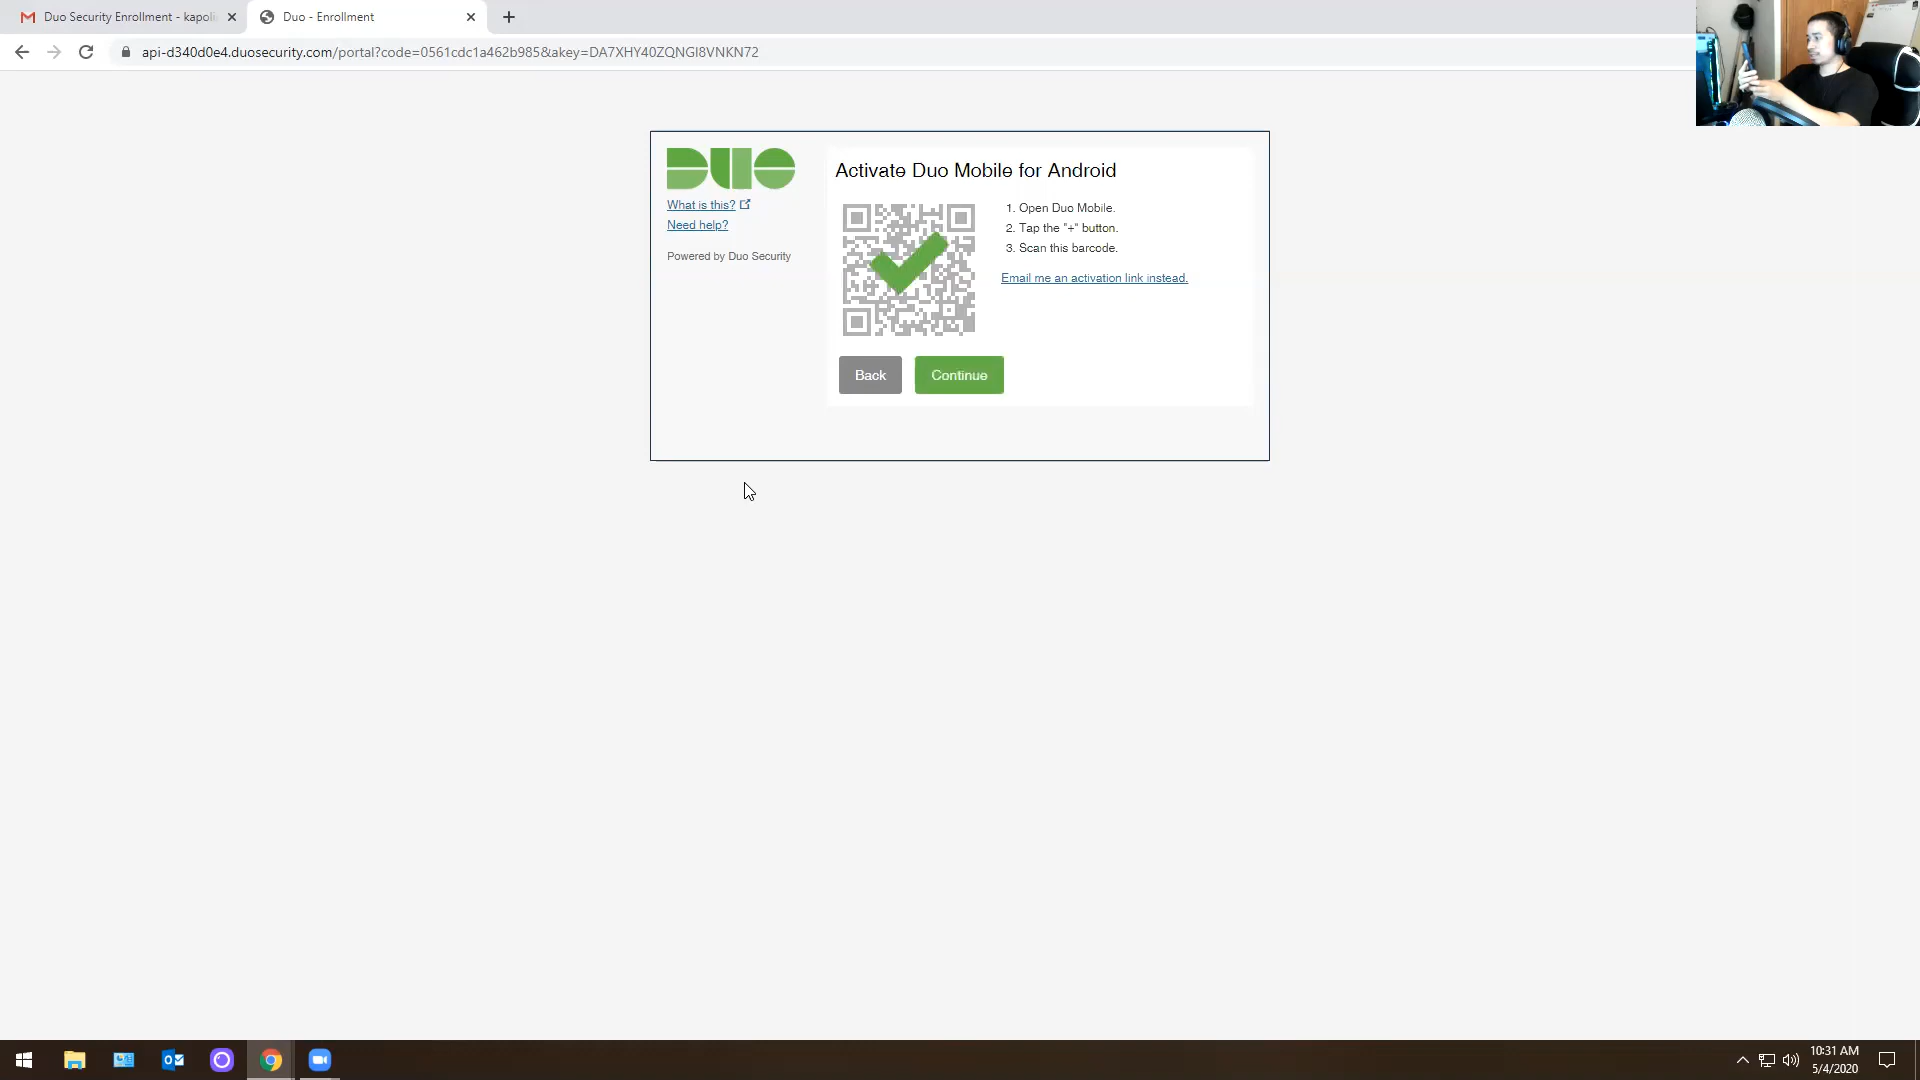 Duo Security Enrollment - kapoli
Duo - Enrollment
api-d340d0e4.duosecurity.com/portal?code=0561cdc1a462b985&akey=DA7XHY40ZQNGI8VNKN72
DUO
What is this?
Need help?
Powered by Duo Security
Activate Duo Mobile for Android
1. Open Duo Mobile.
2. Tap the "+" button.
3. Scan this barcode.
Email me an activation link instead.
Back
Continue
10:31 AM
5/4/2020